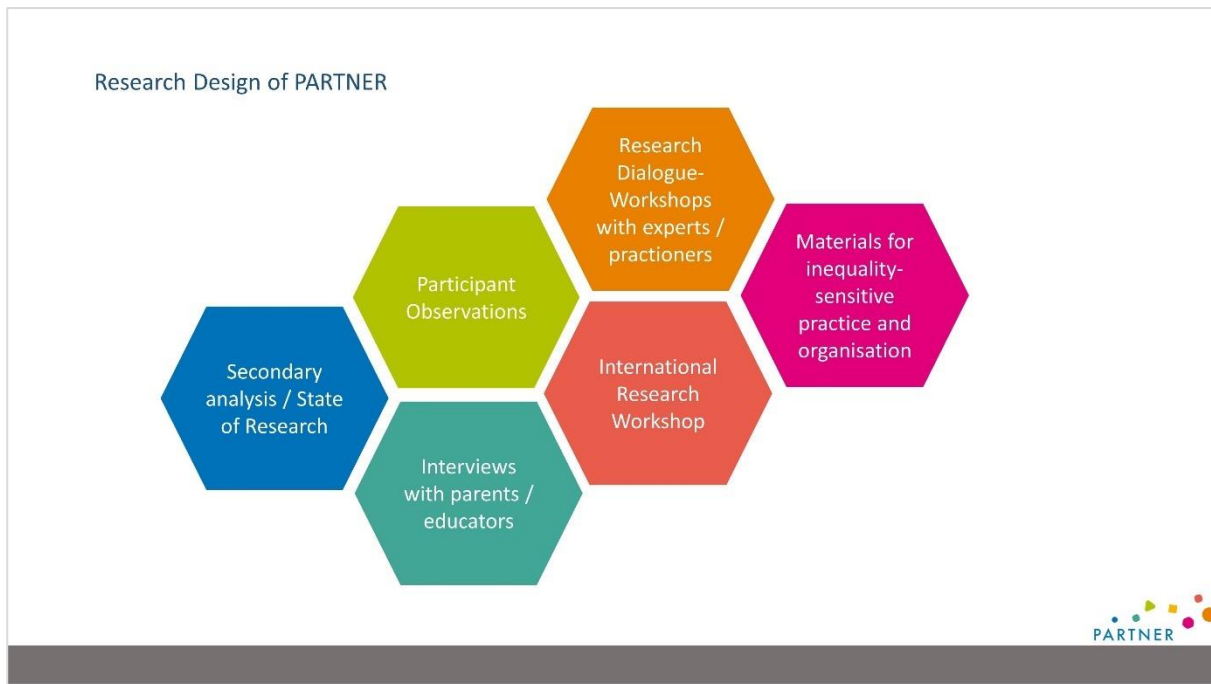 Research Design of PARTNER
Secondary
analysis / State
of Research
Participant
Observations
Interviews
with parents /
educators
Research
Dialogue-
Workshops
with experts /
practioners
International
Research
Workshop
Materials for
inequality-
sensitive
practice and
organisation
PARTNER